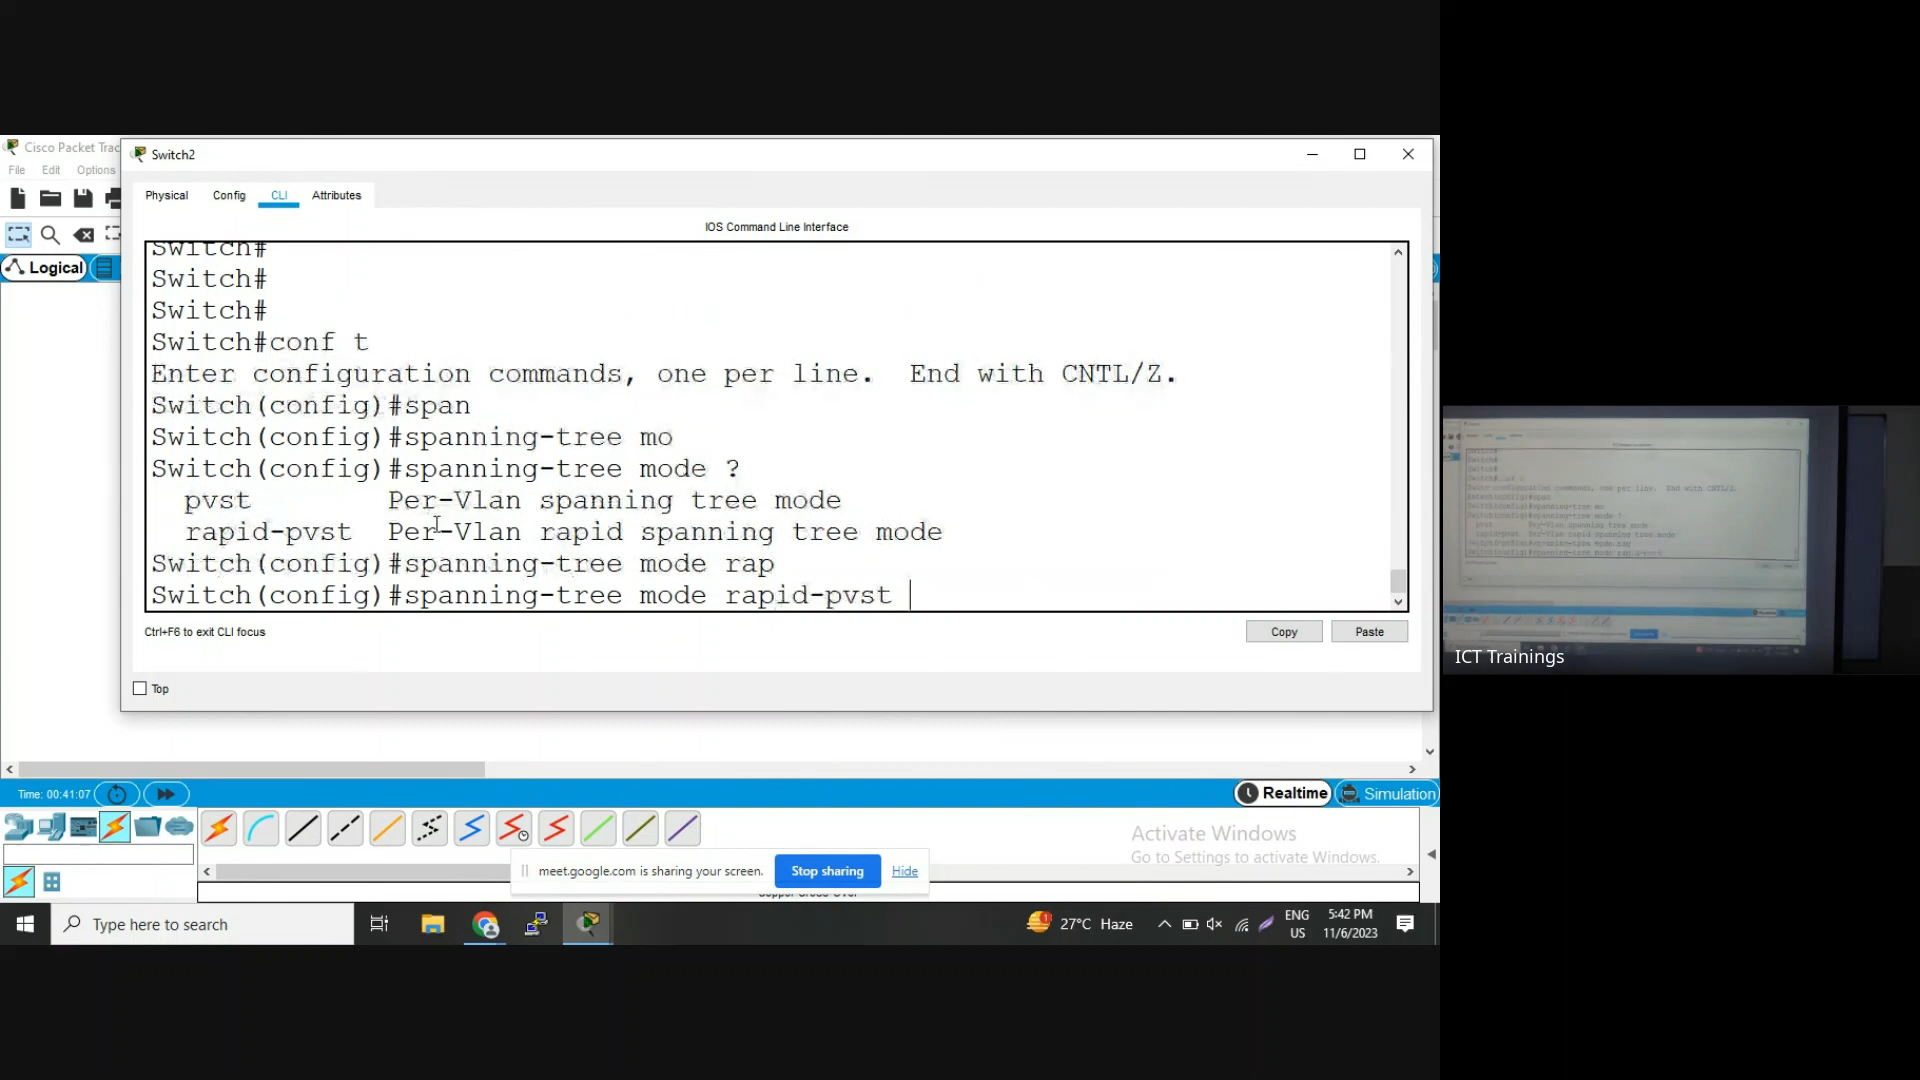 Cisco Packet Trac
Switch2
File Edit Options
Physical Config CLI Attributes
IOS Command Line Interface
Logical
Switch#
Switch#
Switch#
Switch#conf t
Enter configuration commands, one per line.  End with CNTL/Z.
Switch(config)#span
Switch(config)#spanning-tree mo
Switch(config)#spanning-tree mode ?
pvst Per-Vlan spanning tree mode
rapid-pvst Per-Vlan rapid spanning tree mode
Switch(config)#spanning-tree mode rap
Switch(config)#spanning-tree mode rapid-pvst
Ctrl+F6 to exit CLI focus
Copy Paste
Top
ICT Trainings
Time: 00:41:07
Realtime Simulation
Activate Windows
Go to Settings to activate Windows.
meet.google.com is sharing your screen. Stop sharing Hide
Type here to search
27°C Haze
ENG
US
5:42 PM
11/6/2023